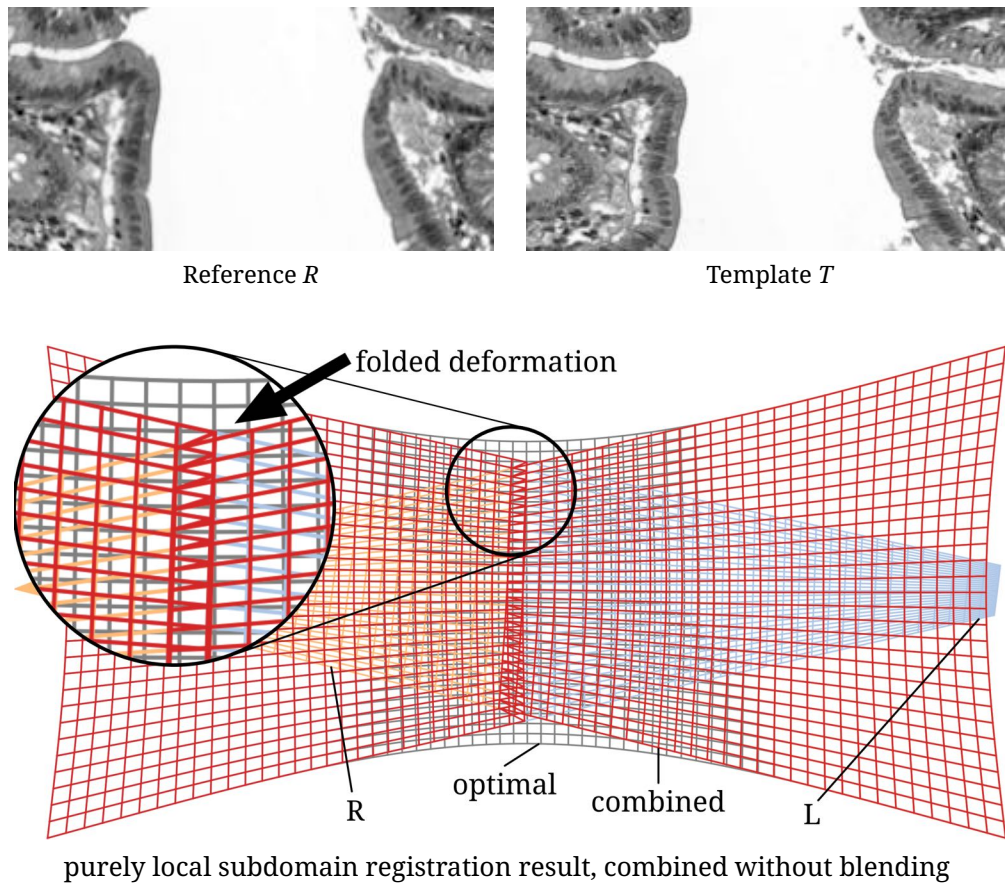 Reference R
Template T
folded deformation
optimal
combined
R
L
purely local subdomain registration result, combined without blending